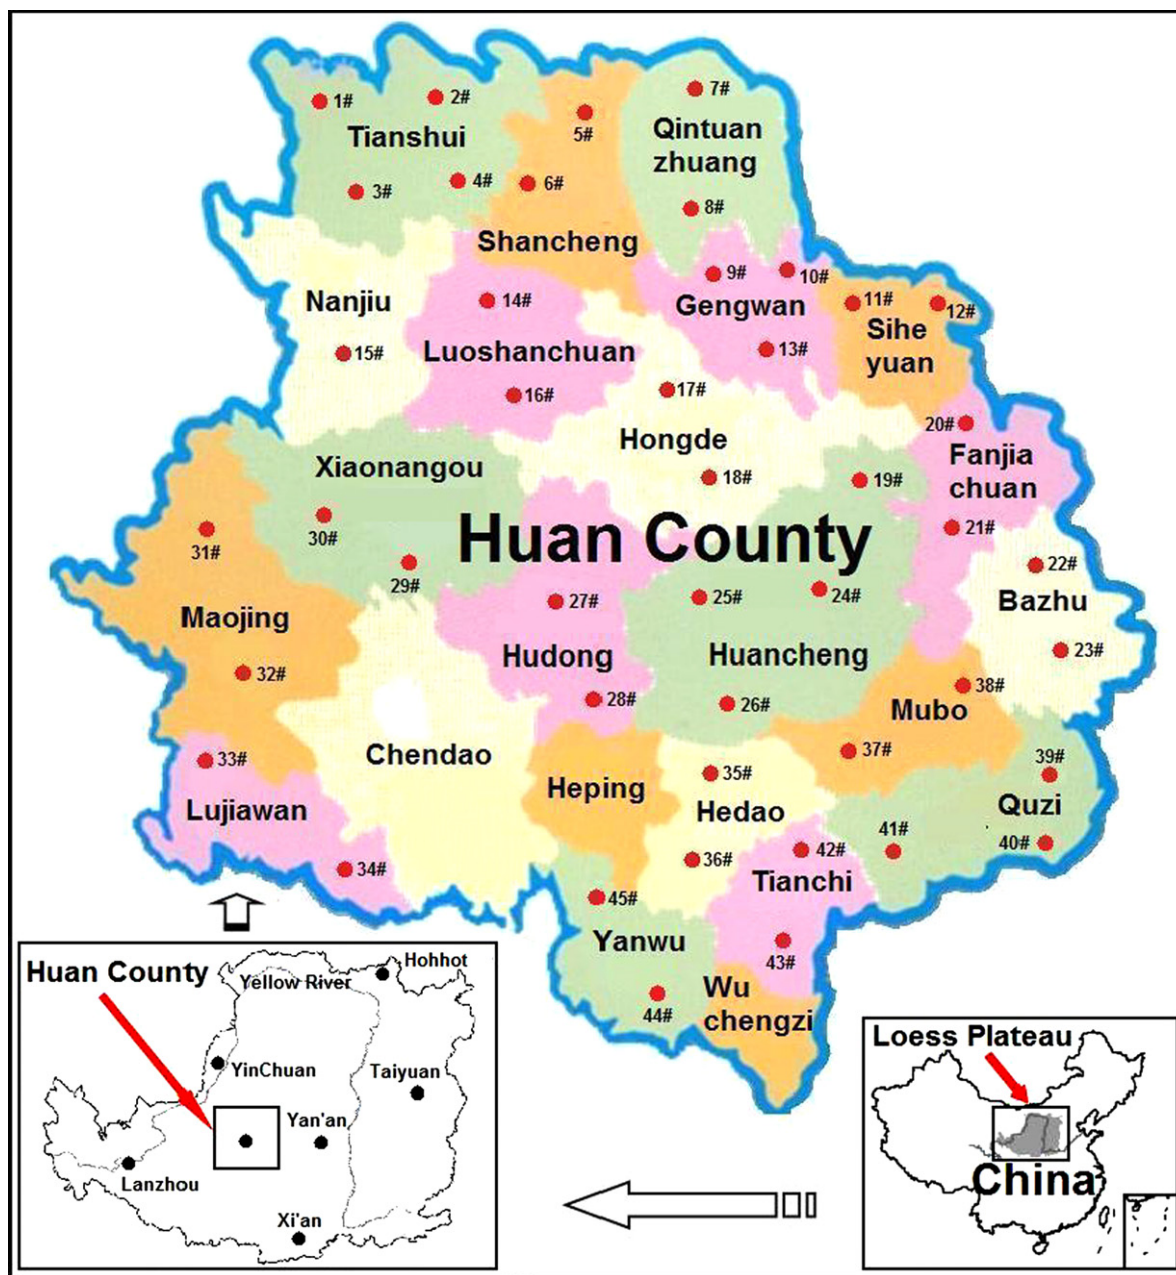 1#
2#
7#
5#
Tianshui
Qintuan
zhuang
3#
4#
6#
8#
Shancheng
9#
10#
Nanjiu
14#
Gengwan
11#
12#
Sihe
yuan
15#
Luoshanchuan
13#
16#
17#
20#
Hongde
Fanjia
chuan
Xiaonangou
18#
19#
30#
31#
Huan County
21#
29#
22#
27#
25#
24#
Bazhu
Maojing
Hudong
Huancheng
23#
32#
28#
26#
38#
Mubo
33#
Chendao
35#
37#
39#
Heping
Hedao
Quzi
Lujiawan
41#
40#
34#
36#
42#
Tianchi
45#
Yanwu
43#
44#
Wu
chengzi
Huan County
Hohhot
Yellow River
YinChuan
Taiyuan
Yan'an
Lanzhou
Xi'an
Loess Plateau
China